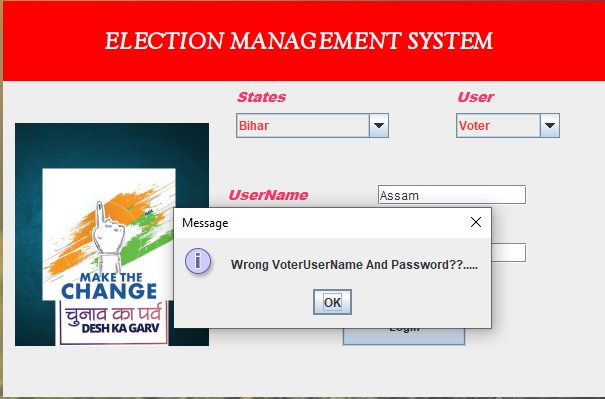 ELECTION MANAGEMENT SYSTEM
States
User
Bihar
Voter
UserName
Assam
Message
Wrong VoterUserName And Password??.....
OK
Login
MAKE THE
CHANGE
चुनाव का पर्व
DESH KA GARV